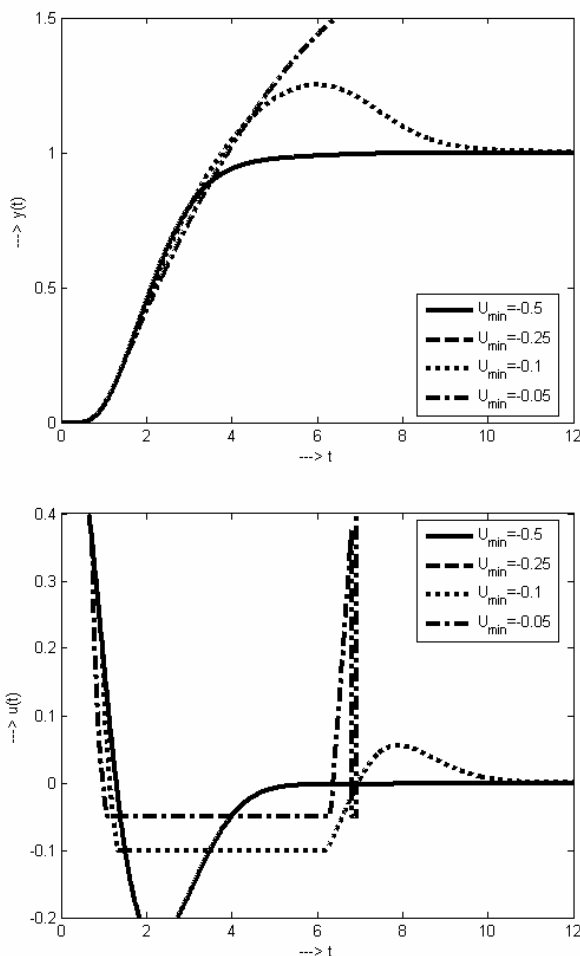 1.5
1
0.5
0
---> y(t)
U_min=-0.5
U_min=-0.25
U_min=-0.1
U_min=-0.05
0 2 4 6 8 10 12
---> t
0.4
0.3
0.2
0.1
0
-0.1
-0.2
---> u(t)
U_min=-0.5
U_min=-0.25
U_min=-0.1
U_min=-0.05
0 2 4 6 8 10 12
---> t